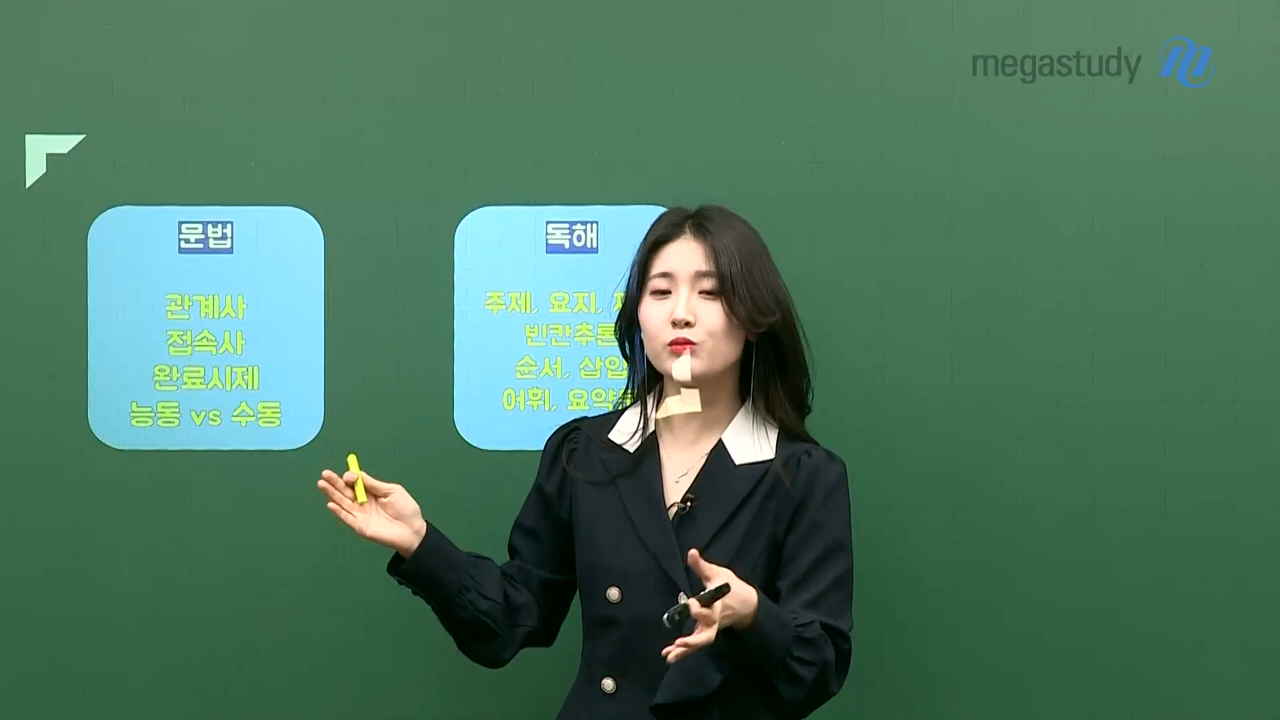 megastudy
문법
관계사
접속사
완료시제
능동 vs 수동
독해
주제, 요지,
빈칸추론
순서, 삽입
어휘, 요약